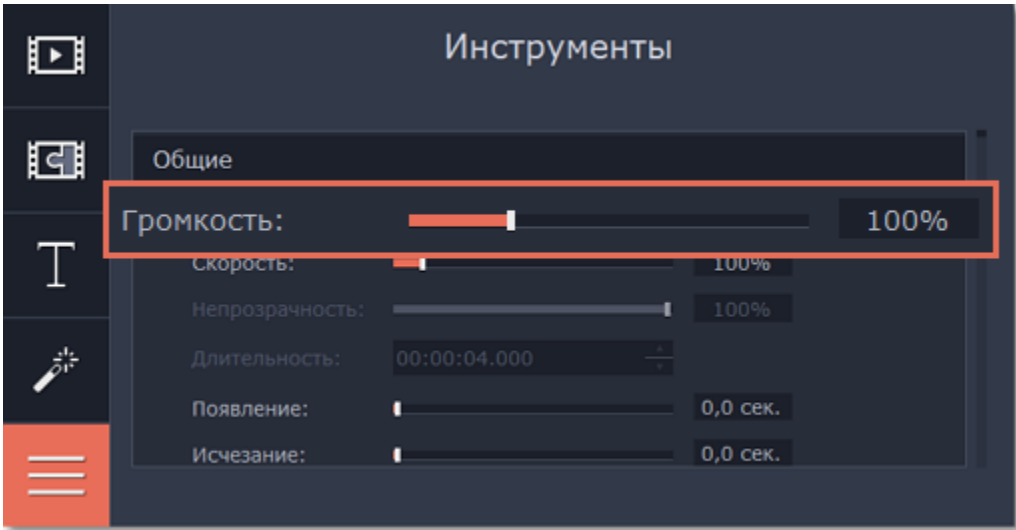 Инструменты
Общие
Громкость: 100%
Скорость: 100%
Непрозрачность: 100%
Длительность: 00:00:04.000
Появление: 0,0 сек.
Исчезание: 0,0 сек.